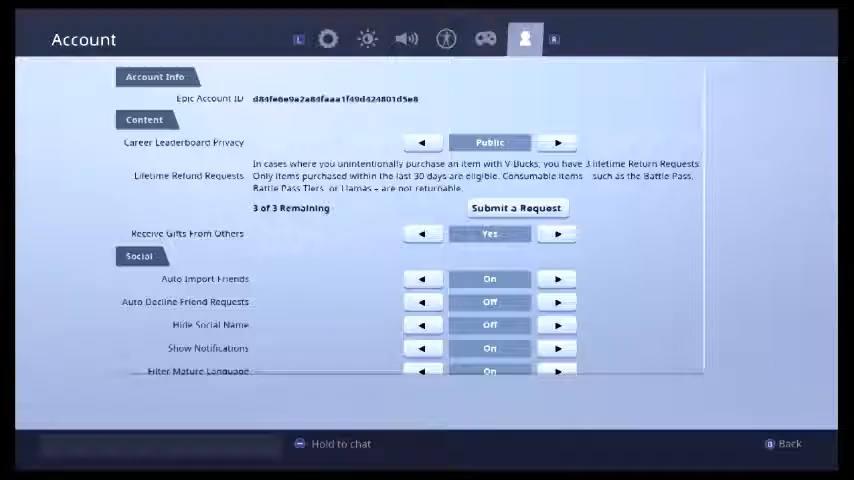 Account
L
R
Account Info
Epic Account ID d84fe6e9a2a84faaa1f49d424801d5e8
Content
Career Leaderboard Privacy Public
In cases where you unintentionally purchase an item with V-Bucks, you have 3 lifetime Return Requests.
Lifetime Refund Requests Only items purchased within the last 30 days are eligible. Consumable items - such as the Battle Pass,
Battle Pass Tiers, or Llamas - are not returnable.
3 of 3 Remaining Submit a Request
Receive Gifts From Others Yes
Social
Auto Import Friends On
Auto Decline Friend Requests Off
Hide Social Name Off
Show Notifications On
Filter Mature Language On
Hold to chat
B Back